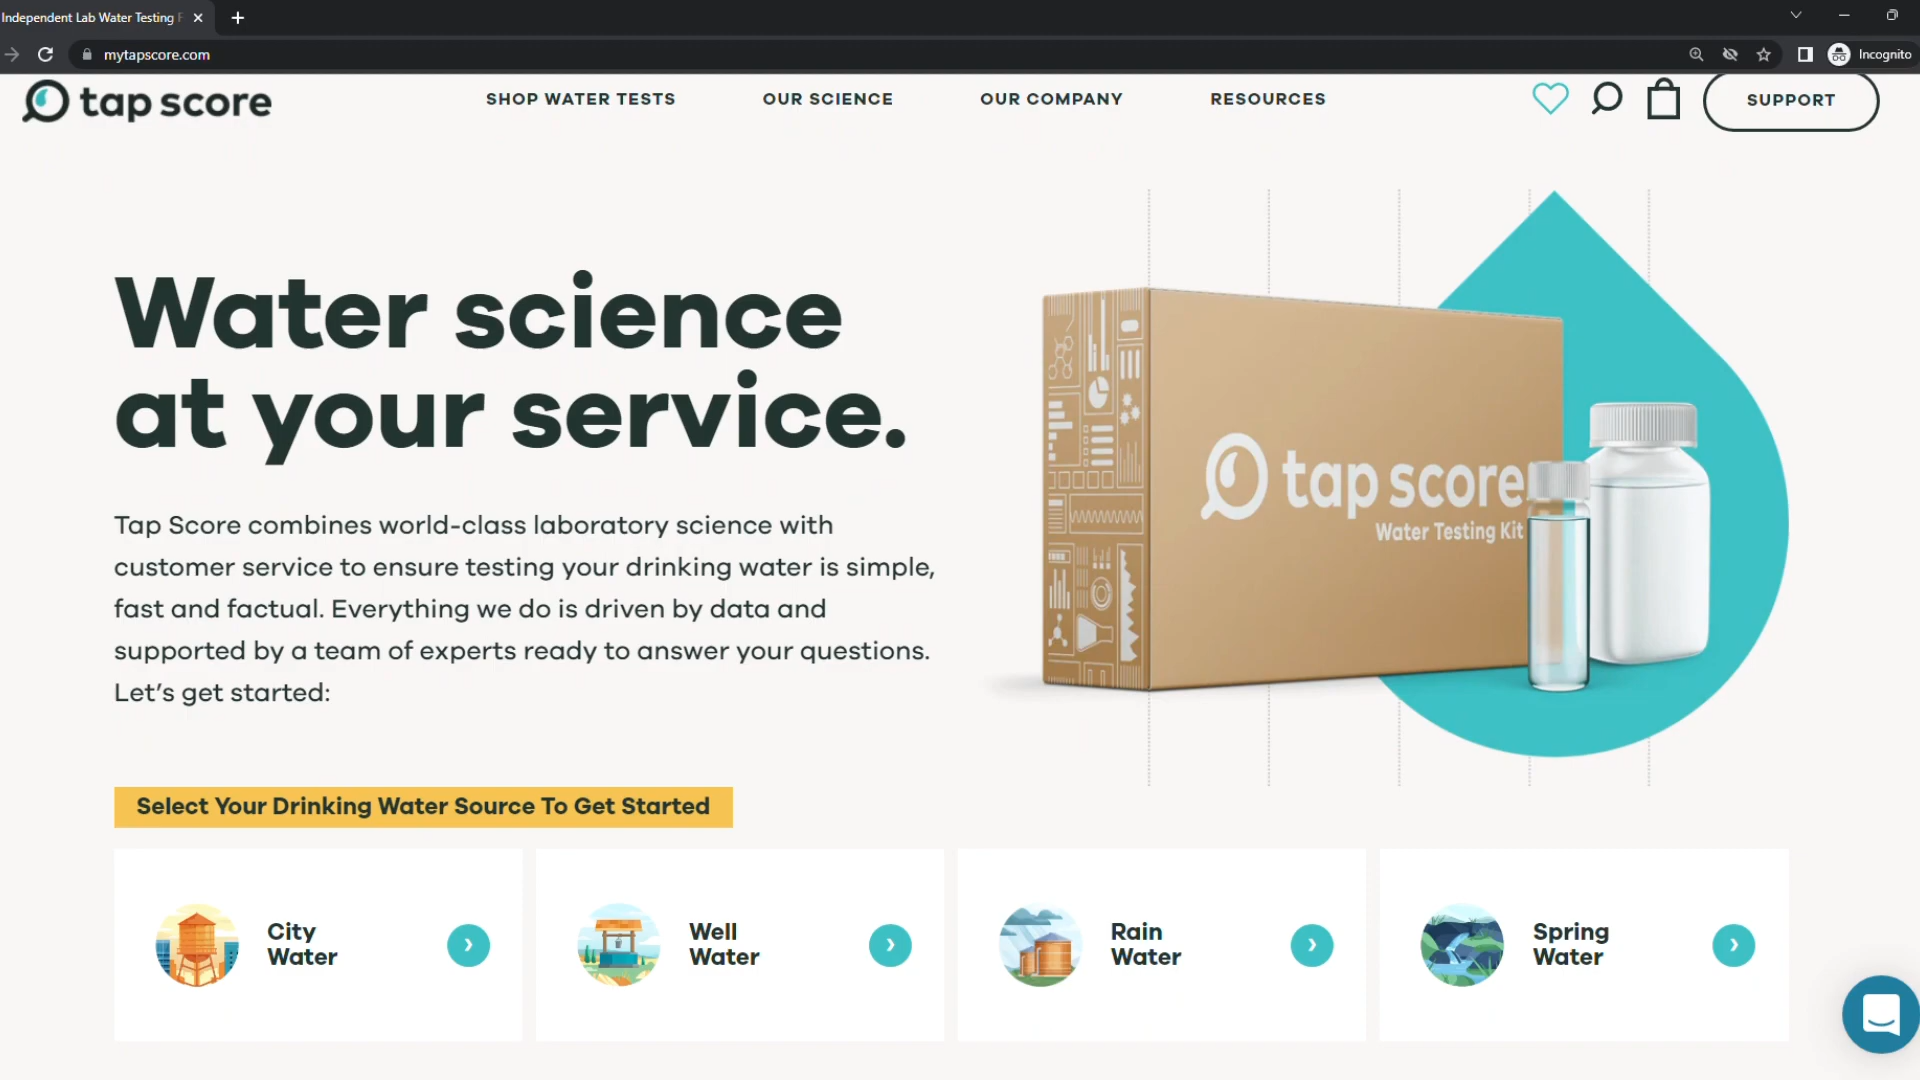 Independent Lab Water Testing
mytapscore.com
Incognito
tap score
SHOP WATER TESTS
OUR SCIENCE
OUR COMPANY
RESOURCES
SUPPORT
Water science
at your service.
tap score
Water Testing Kit
Tap Score combines world-class laboratory science with
customer service to ensure testing your drinking water is simple,
fast and factual. Everything we do is driven by data and
supported by a team of experts ready to answer your questions.
Let's get started:
Select Your Drinking Water Source To Get Started
City
Water
Well
Water
Rain
Water
Spring
Water